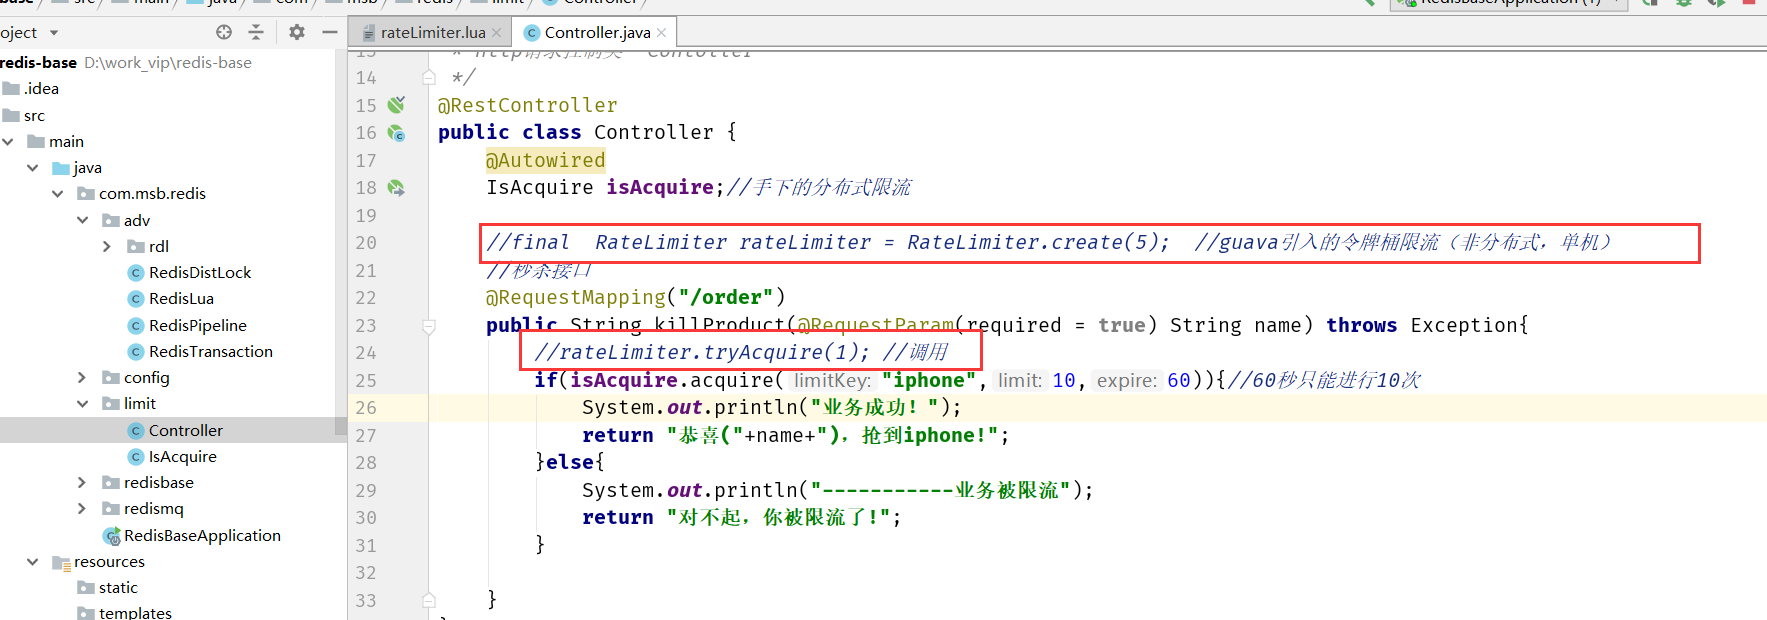 src java com msb redis limit Controller
RedisBaseApplication (1)
oject
rateLimiter.lua
Controller.java
redis-base D:\work_vip\redis-base
.idea
src
main
java
com.msb.redis
adv
rdl
RedisDistLock
RedisLua
RedisPipeline
RedisTransaction
config
limit
Controller
IsAcquire
redisbase
redismq
RedisBaseApplication
resources
static
templates
14 */
15 @RestController
16 public class Controller {
17 @Autowired
18 IsAcquire isAcquire;//手下的分布式限流
19
20 //final  RateLimiter rateLimiter = RateLimiter.create(5);  //guava引入的令牌桶限流（非分布式，单机）
21 //秒杀接口
22 @RequestMapping("/order")
23 public String killProduct(@RequestParam(required = true) String name) throws Exception{
24 //rateLimiter.tryAcquire(1); //调用
25 if(isAcquire.acquire( limitKey: "iphone", limit: 10, expire: 60)){//60秒只能进行10次
26 System.out.println("业务成功！");
27 return "恭喜("+name+")，抢到iphone!";
28 }else{
29 System.out.println("-----------业务被限流");
30 return "对不起，你被限流了!";
31 }
32
33 }